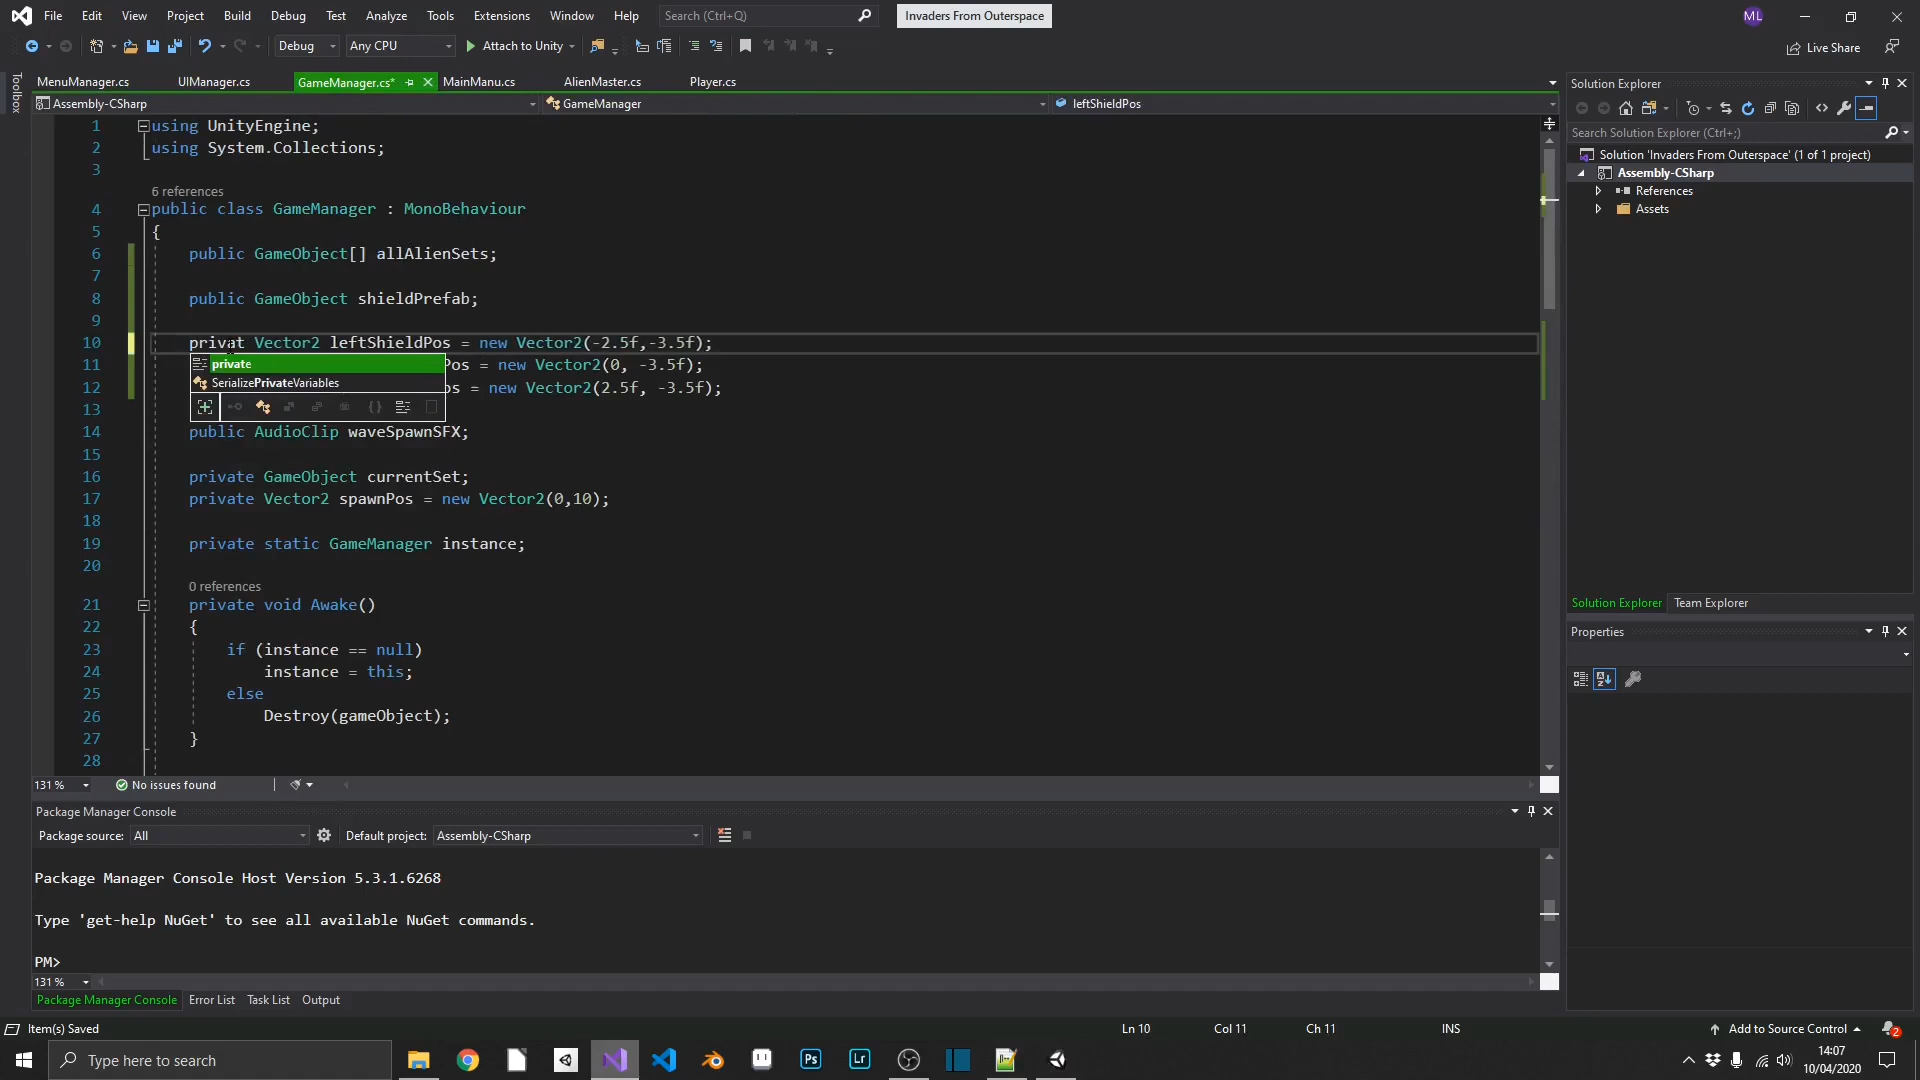 File Edit View Project Build Debug Test Analyze Tools Extensions Window Help Search (Ctrl+Q) Invaders From Outerspace ML
Debug Any CPU Attach to Unity Live Share
Toolbox
MenuManager.cs UIManager.cs GameManager.cs* MainManu.cs AlienMaster.cs Player.cs
Assembly-CSharp GameManager leftShieldPos
1 using UnityEngine;
2 using System.Collections;
3
6 references
4 public class GameManager : MonoBehaviour
5 {
6 public GameObject[] allAlienSets;
7
8 public GameObject shieldPrefab;
9
10 privat Vector2 leftShieldPos = new Vector2(-2.5f,-3.5f);
11 Pos = new Vector2(0, -3.5f);
12 s = new Vector2(2.5f, -3.5f);
private
SerializePrivateVariables
13
14 public AudioClip waveSpawnSFX;
15
16 private GameObject currentSet;
17 private Vector2 spawnPos = new Vector2(0,10);
18
19 private static GameManager instance;
20
0 references
21 private void Awake()
22 {
23 if (instance == null)
24 instance = this;
25 else
26 Destroy(gameObject);
27 }
28
131 % No issues found
Package Manager Console
Package source: All Default project: Assembly-CSharp
Package Manager Console Host Version 5.3.1.6268
Type 'get-help NuGet' to see all available NuGet commands.
PM>
131 %
Package Manager Console Error List Task List Output
Solution Explorer
Search Solution Explorer (Ctrl+;)
Solution 'Invaders From Outerspace' (1 of 1 project)
Assembly-CSharp
References
Assets
Solution Explorer Team Explorer
Properties
Item(s) Saved Ln 10 Col 11 Ch 11 INS Add to Source Control 2
Type here to search Ps Lr 14:07
10/04/2020